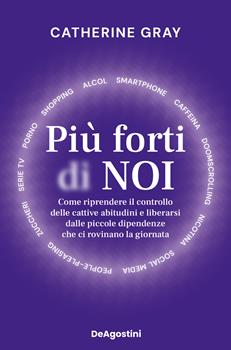 CATHERINE GRAY
SHOPPING
ALCOL
SMARTPHONE
CAFFEINA
DOOMSCROLLING
NICOTINA
SOCIAL MEDIA
PEOPLE-PLEASING
ZUCCHERI
SERIE TV
PORNO
Più forti
di NOI
Come riprendere il controllo
delle cattive abitudini e liberarsi
dalle piccole dipendenze
che ci rovinano la giornata
DeAgostini